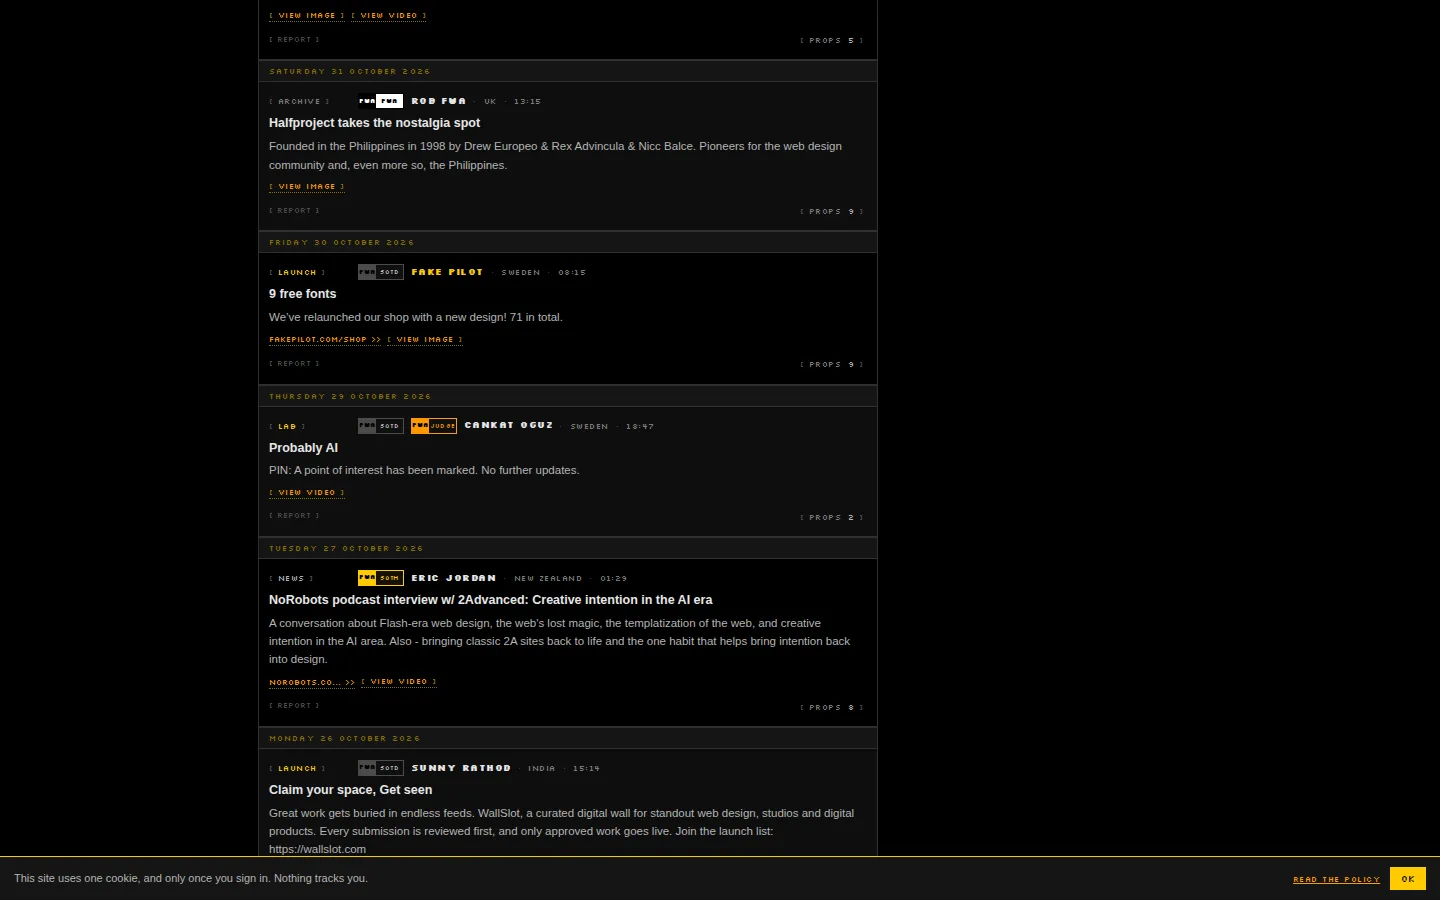 [ VIEW IMAGE ] [ VIEW VIDEO ]
[ REPORT ] [ PROPS 5 ]
SATURDAY 31 OCTOBER 2026
[ ARCHIVE ] FWA FWA ROB FWA · UK · 13:15
Halfproject takes the nostalgia spot
Founded in the Philippines in 1998 by Drew Europeo & Rex Advincula & Nicc Balce. Pioneers for the web design
community and, even more so, the Philippines.
[ VIEW IMAGE ]
[ REPORT ] [ PROPS 9 ]
FRIDAY 30 OCTOBER 2026
[ LAUNCH ] FWA SOTD FAKE PILOT · SWEDEN · 08:15
9 free fonts
We've relaunched our shop with a new design! 71 in total.
FAKEPILOT.COM/SHOP >> [ VIEW IMAGE ]
[ REPORT ] [ PROPS 9 ]
THURSDAY 29 OCTOBER 2026
[ LAB ] FWA SOTD FWA JUDGE CANKAT OGUZ · SWEDEN · 18:47
Probably AI
PIN: A point of interest has been marked. No further updates.
[ VIEW VIDEO ]
[ REPORT ] [ PROPS 2 ]
TUESDAY 27 OCTOBER 2026
[ NEWS ] FWA SOTM ERIC JORDAN · NEW ZEALAND · 01:29
NoRobots podcast interview w/ 2Advanced: Creative intention in the AI era
A conversation about Flash-era web design, the web's lost magic, the templatization of the web, and creative
intention in the AI area. Also - bringing classic 2A sites back to life and the one habit that helps bring intention back
into design.
NOROBOTS.CO... >> [ VIEW VIDEO ]
[ REPORT ] [ PROPS 8 ]
MONDAY 26 OCTOBER 2026
[ LAUNCH ] FWA SOTD SUNNY RATHOD · INDIA · 15:14
Claim your space, Get seen
Great work gets buried in endless feeds. WallSlot, a curated digital wall for standout web design, studios and digital
products. Every submission is reviewed first, and only approved work goes live. Join the launch list:
https://wallslot.com
This site uses one cookie, and only once you sign in. Nothing tracks you. READ THE POLICY OK